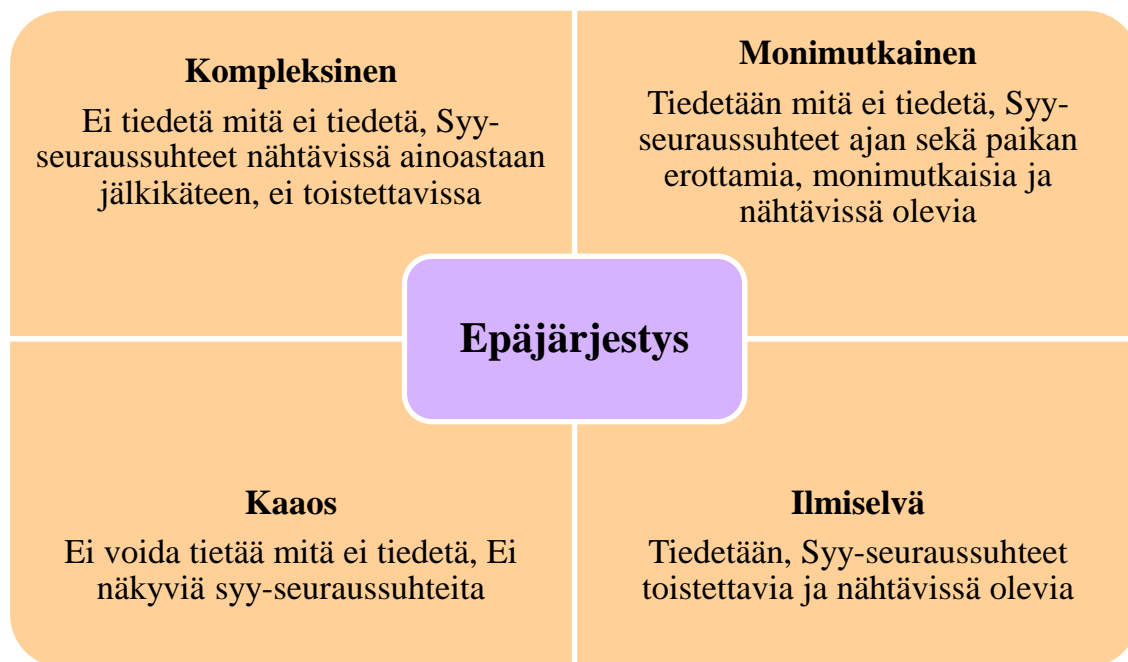 Kompleksinen
Ei tiedetä mitä ei tiedetä, Syy-
seuraussuhteet nähtävissä ainoastaan
jälkikäteen, ei toistettavissa
Monimutkainen
Tiedetään mitä ei tiedetä, Syy-
seuraussuhteet ajan sekä paikan
erottamia, monimutkaisia ja
nähtävissä olevia
Epäjärjestys
Kaaos
Ei voida tietää mitä ei tiedetä, Ei
näkyviä syy-seuraussuhteita
Ilmiselvä
Tiedetään, Syy-seuraussuhteet
toistettavia ja nähtävissä olevia